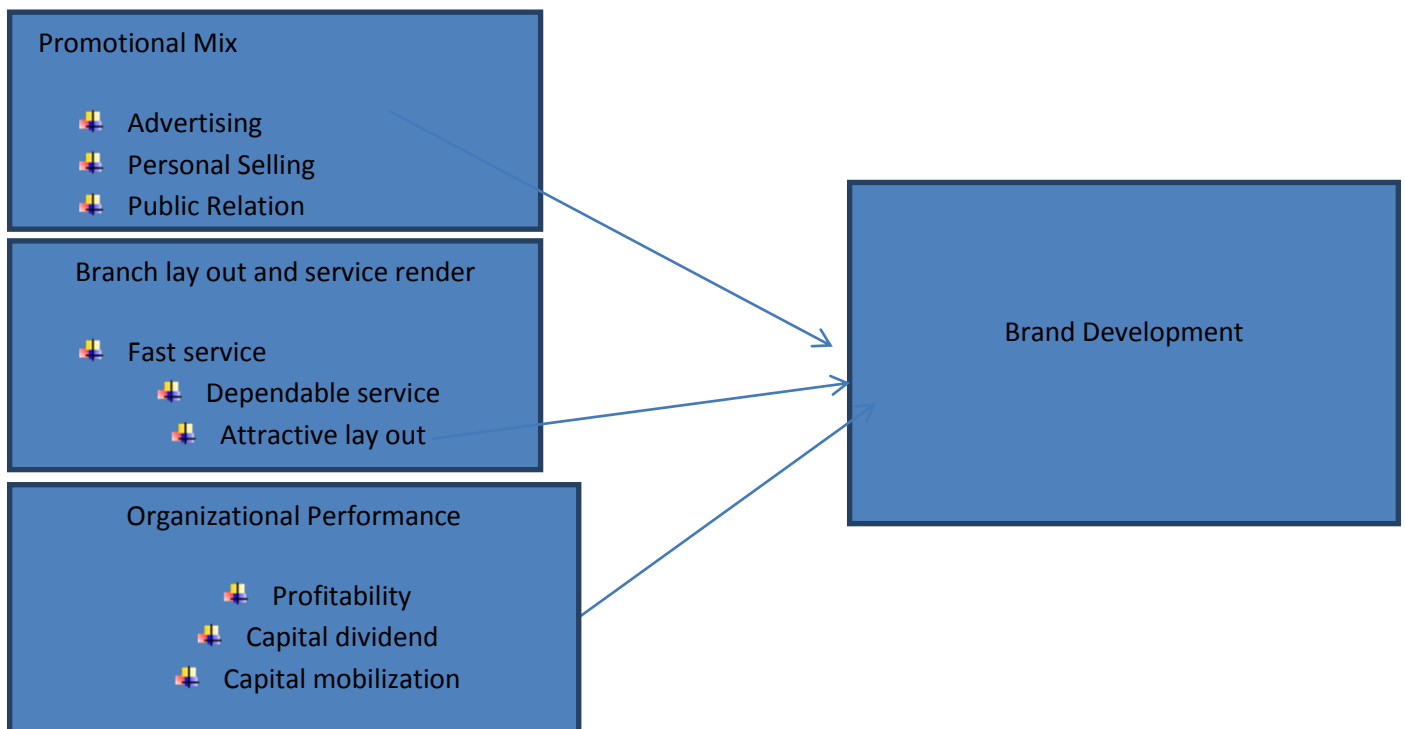 Promotional Mix
Advertising
Personal Selling
Public Relation
Branch lay out and service render
Fast service
Dependable service
Attractive lay out
Organizational Performance
Profitability
Capital dividend
Capital mobilization
Brand Development